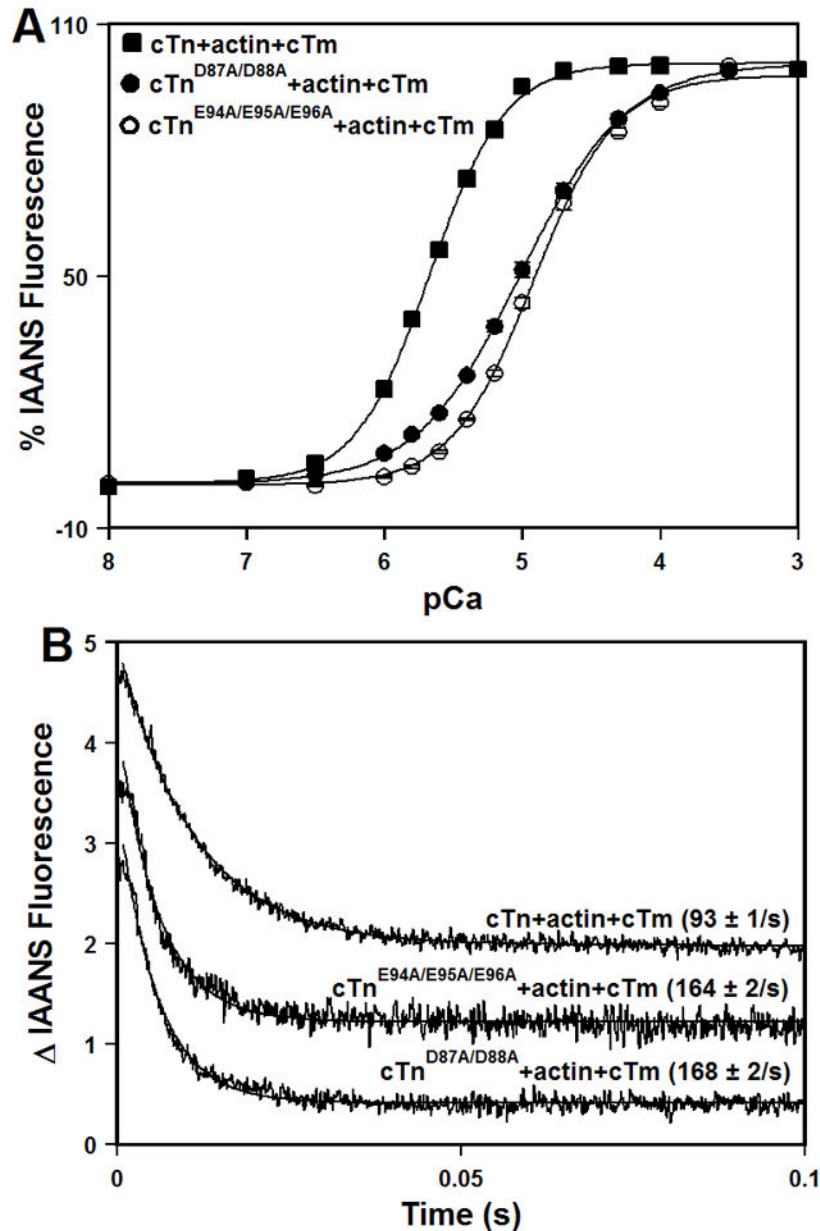 A
110
cTn+actin+cTm
cTnD87A/D88A+actin+cTm
cTnE94A/E95A/E96A+actin+cTm
50
% IAANS Fluorescence
-10
8 7 6 5 4 3
pCa
B
5
4
3
2
1
0
Δ IAANS Fluorescence
cTn+actin+cTm (93 ± 1/s)
cTnE94A/E95A/E96A+actin+cTm (164 ± 2/s)
cTnD87A/D88A+actin+cTm (168 ± 2/s)
0 0.05 0.1
Time (s)